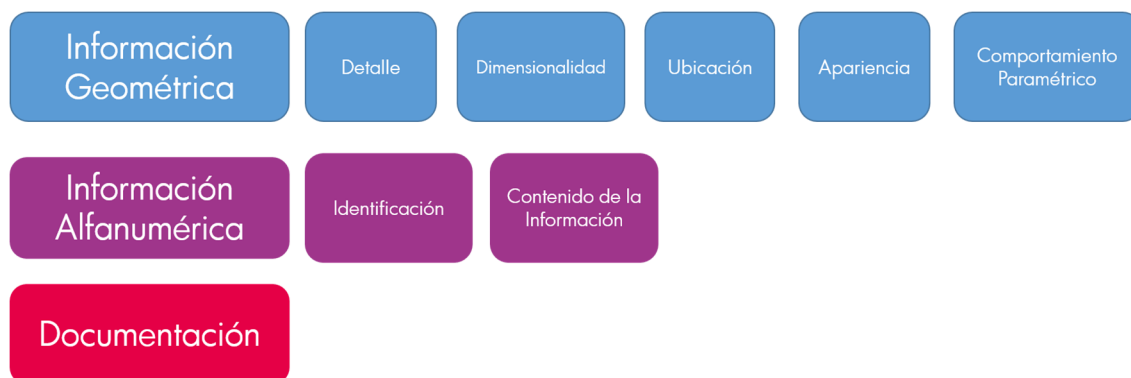 Información
Geométrica
Detalle
Dimensionalidad
Ubicación
Apariencia
Comportamiento
Paramétrico
Información
Alfanumérica
Identificación
Contenido de la
Información
Documentación